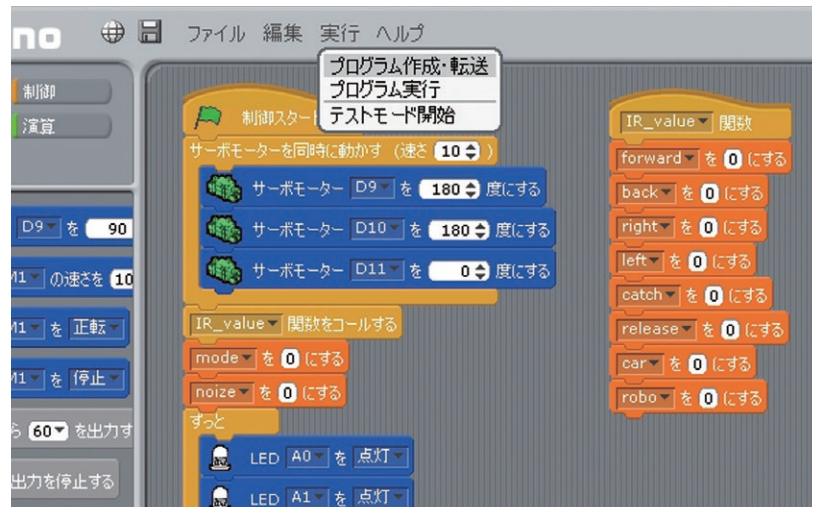 no ファイル 編集 実行 ヘルプ
プログラム作成・転送
プログラム実行
テストモード開始
制御
演算
D9 を 90
M1 の速さを 10
M1 を 正転
M1 を 停止
ら 60 を出力す
出力を停止する
制御スタート
サーボモーターを同時に動かす (速さ 10 )
サーボモーター D9 を 180 度にする
サーボモーター D10 を 180 度にする
サーボモーター D11 を 0 度にする
IR_value 関数をコールする
mode を 0 にする
noize を 0 にする
ずっと
LED A0 を 点灯
LED A1 を 点灯
IR_value 関数
forward を 0 にする
back を 0 にする
right を 0 にする
left を 0 にする
catch を 0 にする
release を 0 にする
car を 0 にする
robo を 0 にする